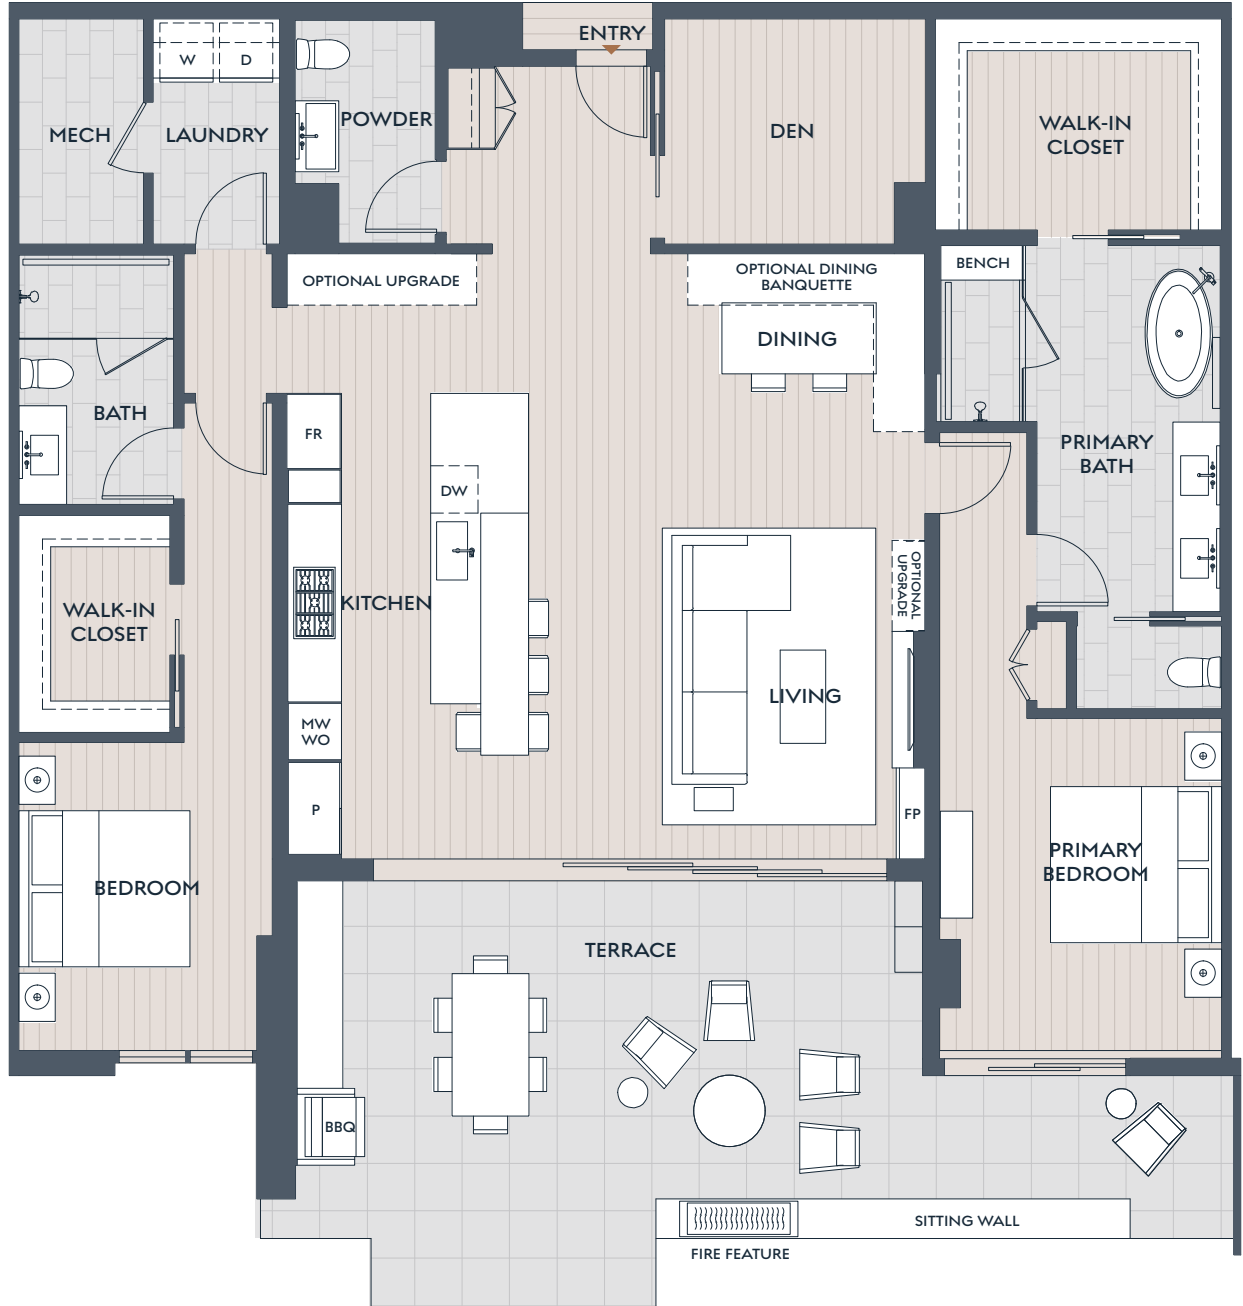 ENTRY
W
D
MECH
LAUNDRY
POWDER
DEN
WALK-IN
CLOSET
OPTIONAL UPGRADE
OPTIONAL DINING
BANQUETTE
BENCH
DINING
BATH
FR
PRIMARY
BATH
DW
OPTIONAL
UPGRADE
WALK-IN
CLOSET
KITCHEN
LIVING
MW
WO
P
FP
BEDROOM
PRIMARY
BEDROOM
TERRACE
BBQ
SITTING WALL
FIRE FEATURE